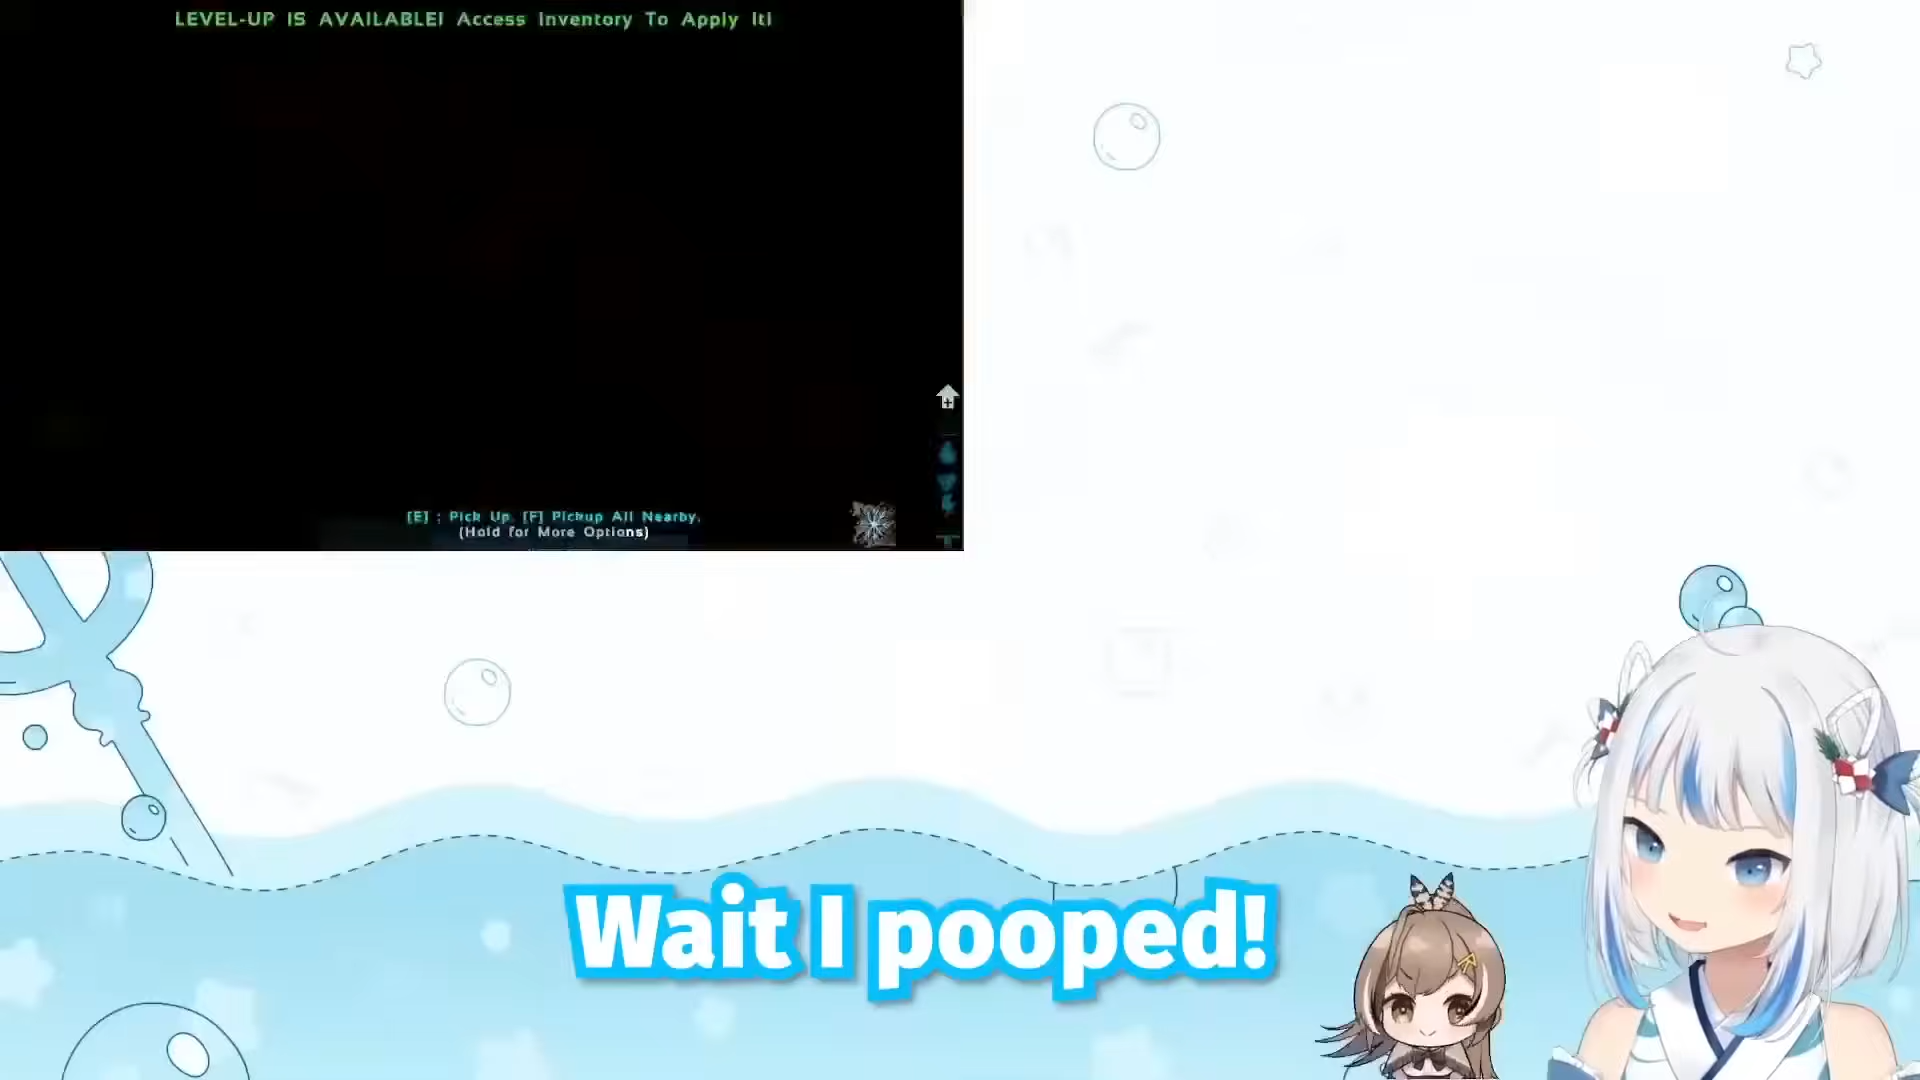 LEVEL-UP IS AVAILABLE! Access Inventory To Apply It!
[E] : Pick Up. [F] Pickup All Nearby.
(Hold for More Options)
Wait I pooped!